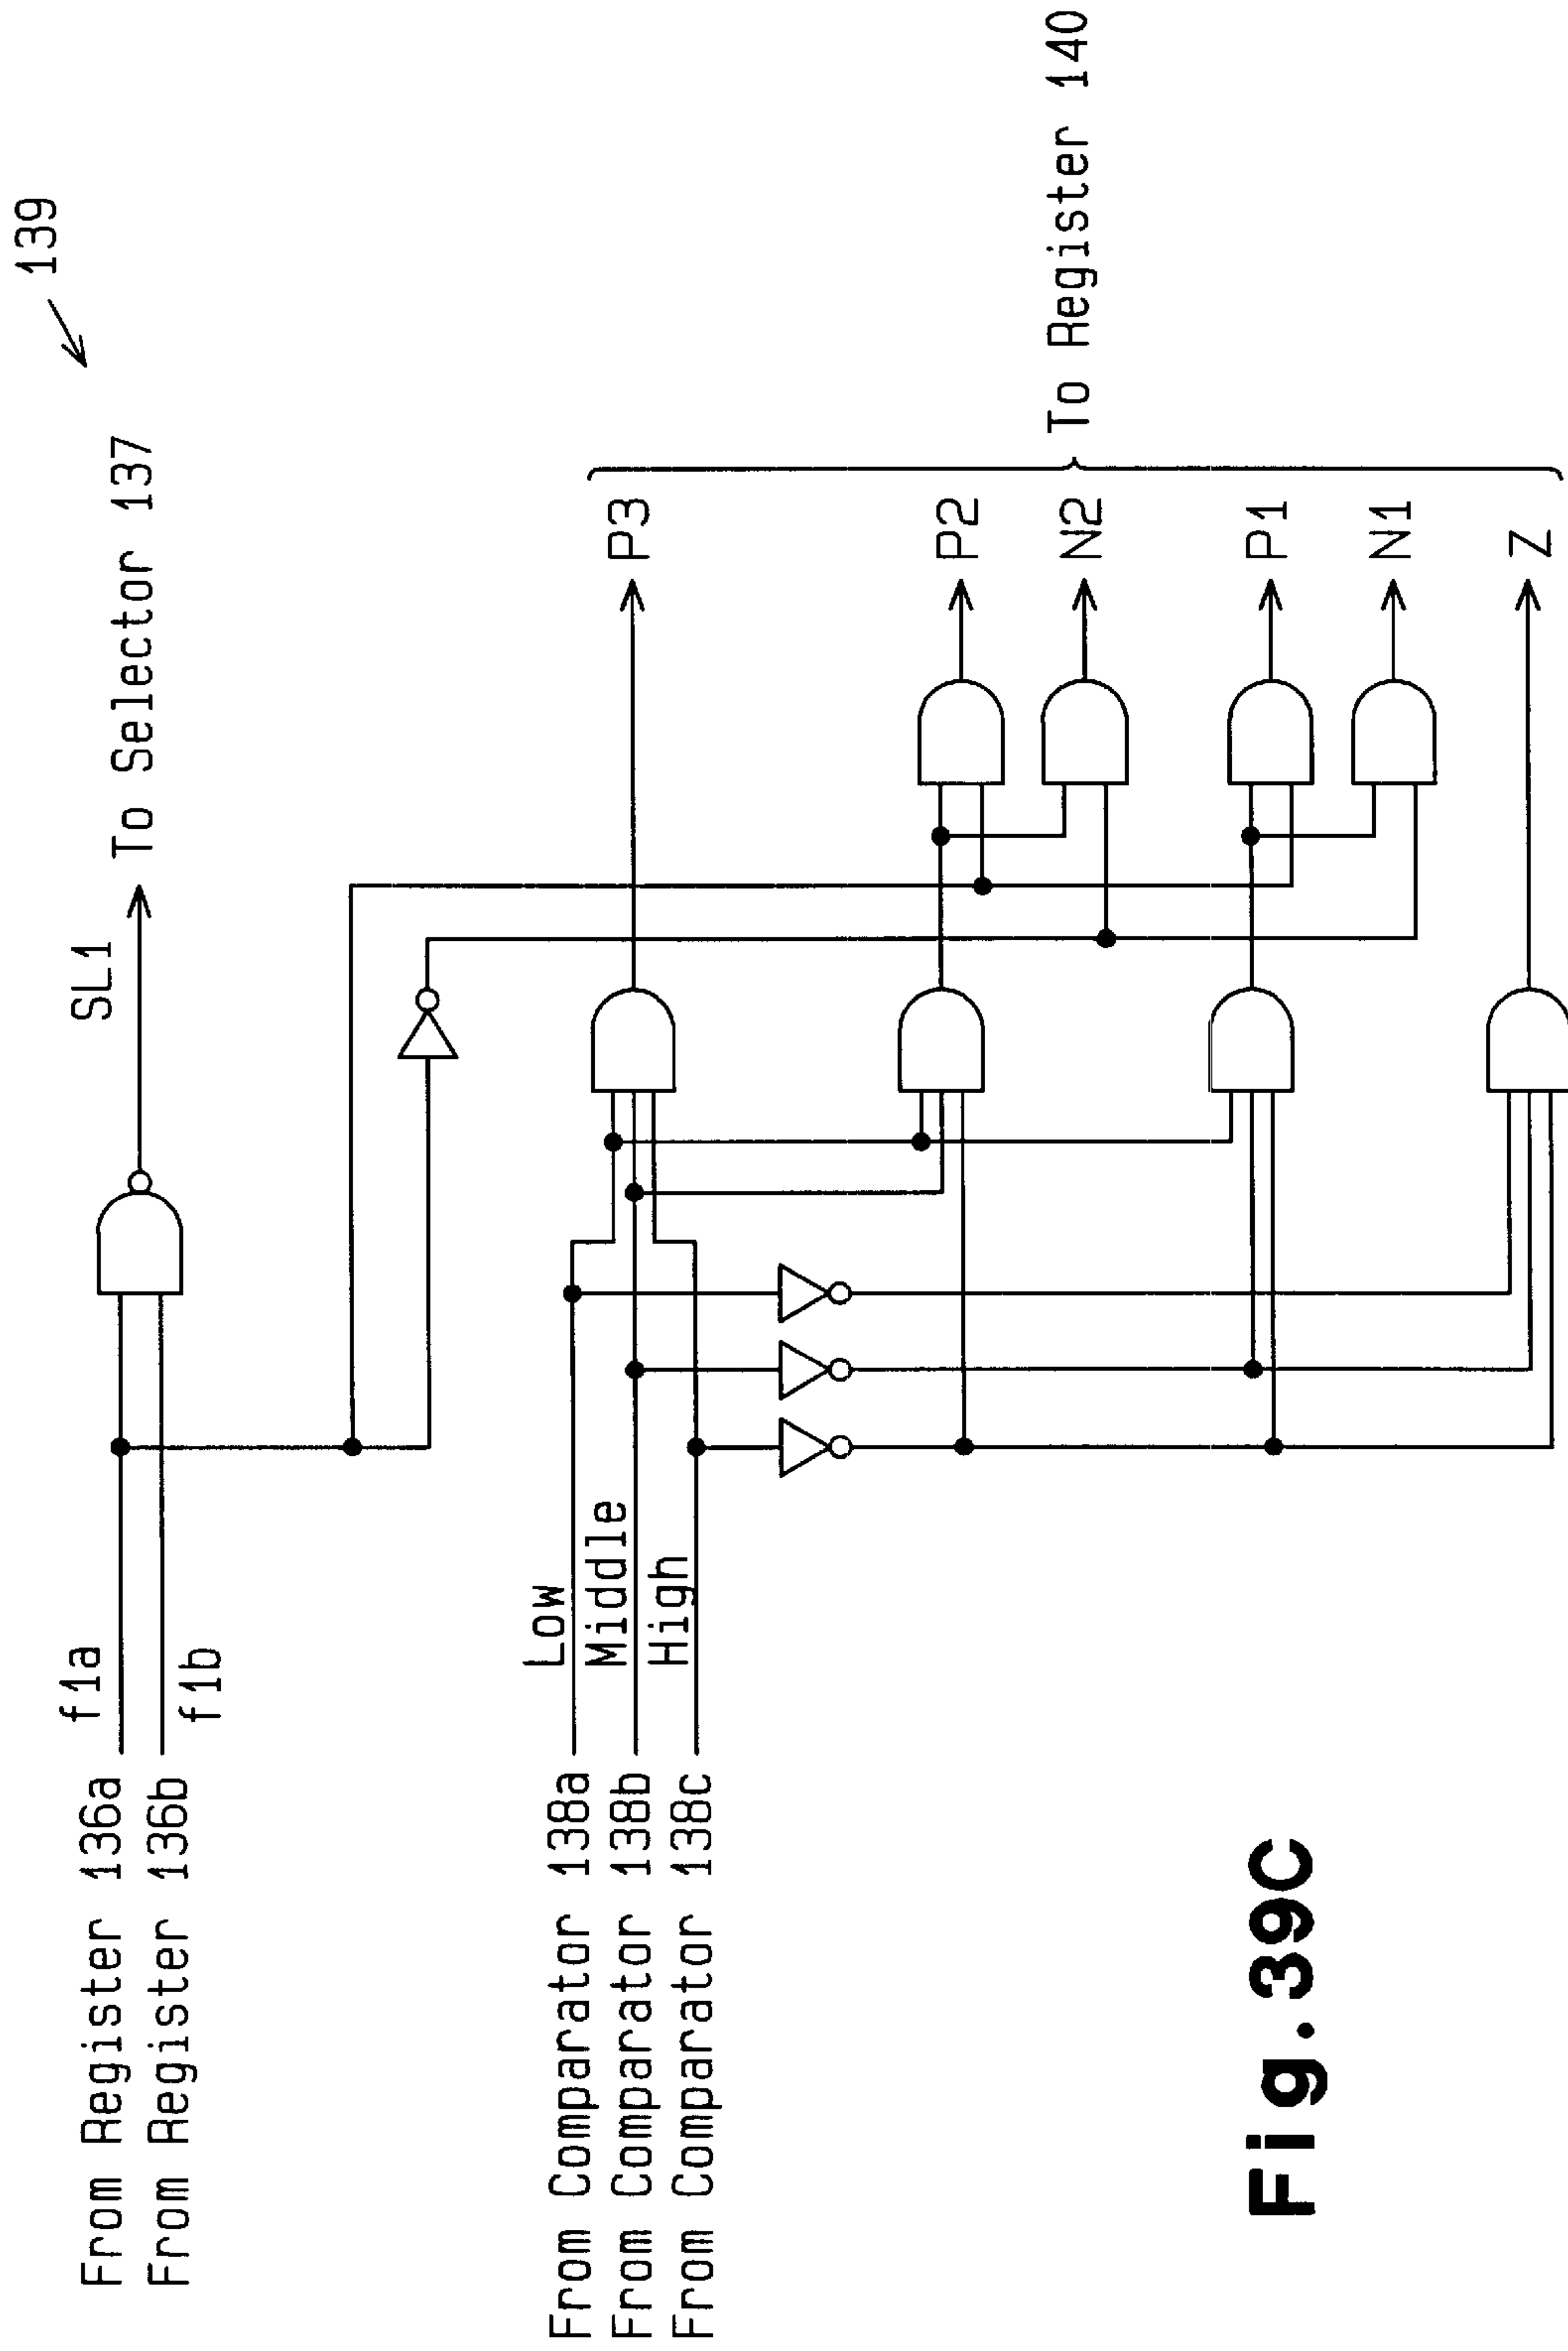 139
From Register 136a
f1a
SL1
To Selector 137
From Register 136b
f1b
From Comparator 138a
Low
From Comparator 138b
Middle
From Comparator 138c
High
P3
P2
N2
P1
N1
Z
To Register 140
Fig.39C